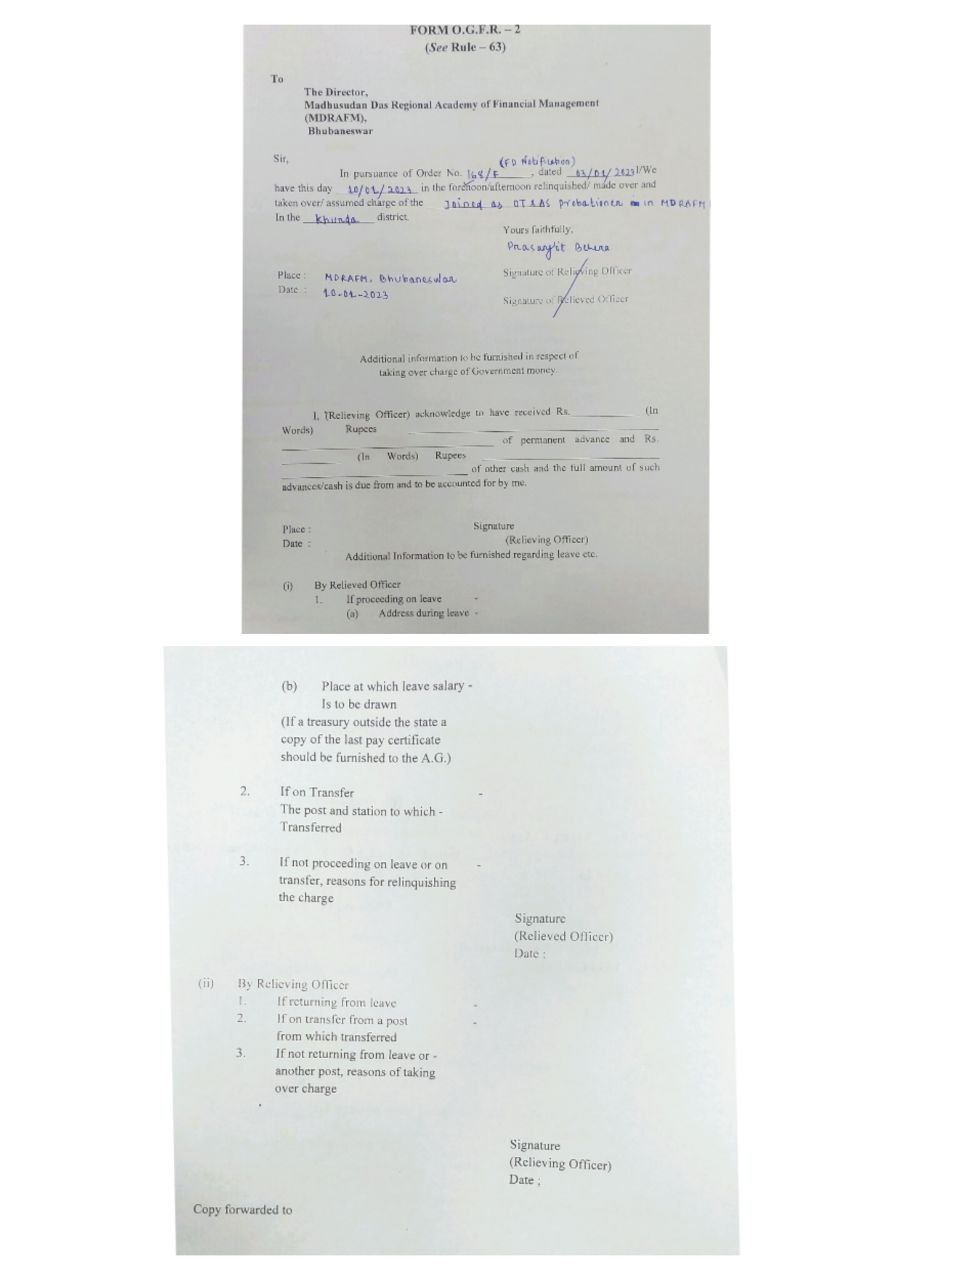 FORM O.G.F.R. – 2
(See Rule – 63)
To
The Director,
Madhusudan Das Regional Academy of Financial Management
(MDRAFM),
Bhubaneswar
Sir,
(FD Notification)
In pursuance of Order No. 168/F , dated 03/01/2023 I/We
have this day 10/01/2023 in the forenoon/afternoon relinquished/ made over and
taken over/ assumed charge of the Joined as OT&AS Probationer in MDRAFM
In the Khurda district.
Yours faithfully,
Prasanjit Behera
Signature of Relieving Officer
Place : MDRAFM, Bhubaneswar
Date : 10-01-2023
Signature of Relieved Officer
Additional information to be furnished in respect of
taking over charge of Government money.
I, (Relieving Officer) acknowledge to have received Rs. (In
Words) Rupees
of permanent advance and Rs.
(In Words) Rupees
of other cash and the full amount of such
advances/cash is due from and to be accounted for by me.
Place : Signature
Date : (Relieving Officer)
Additional Information to be furnished regarding leave etc.
(i) By Relieved Officer
1. If proceeding on leave -
(a) Address during leave -
(b) Place at which leave salary -
Is to be drawn
(If a treasury outside the state a
copy of the last pay certificate
should be furnished to the A.G.)
2. If on Transfer -
The post and station to which -
Transferred
3. If not proceeding on leave or on -
transfer, reasons for relinquishing
the charge
Signature
(Relieved Officer)
Date :
(ii) By Relieving Officer
1. If returning from leave -
2. If on transfer from a post -
from which transferred
3. If not returning from leave or -
another post, reasons of taking
over charge
Signature
(Relieving Officer)
Date ;
Copy forwarded to